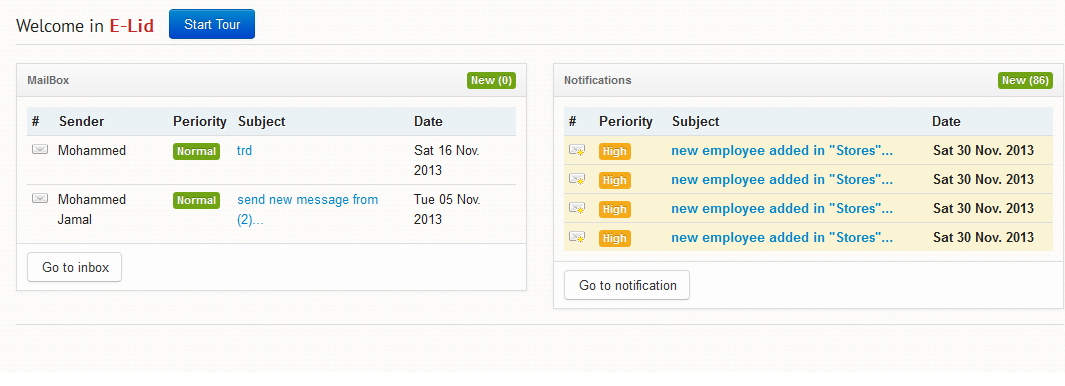 Welcome in E-Lid Start Tour
MailBox New (0)
# Sender Periority Subject Date
Mohammed Normal trd Sat 16 Nov. 2013
Mohammed Jamal Normal send new message from (2)... Tue 05 Nov. 2013
Go to inbox
Notifications New (86)
# Periority Subject Date
High new employee added in "Stores"... Sat 30 Nov. 2013
High new employee added in "Stores"... Sat 30 Nov. 2013
High new employee added in "Stores"... Sat 30 Nov. 2013
High new employee added in "Stores"... Sat 30 Nov. 2013
Go to notification